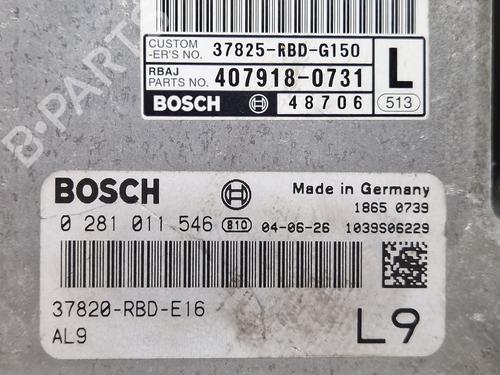 CUSTOM -ER'S NO. 37825-RBD-G150
RBAJ PARTS NO. 407918-0731 L
BOSCH 48706 513
BOSCH Made in Germany
1865 0739
0 281 011 546 810 04-06-26 1039S06229
37820-RBD-E16
AL9 L9
B-PARTS